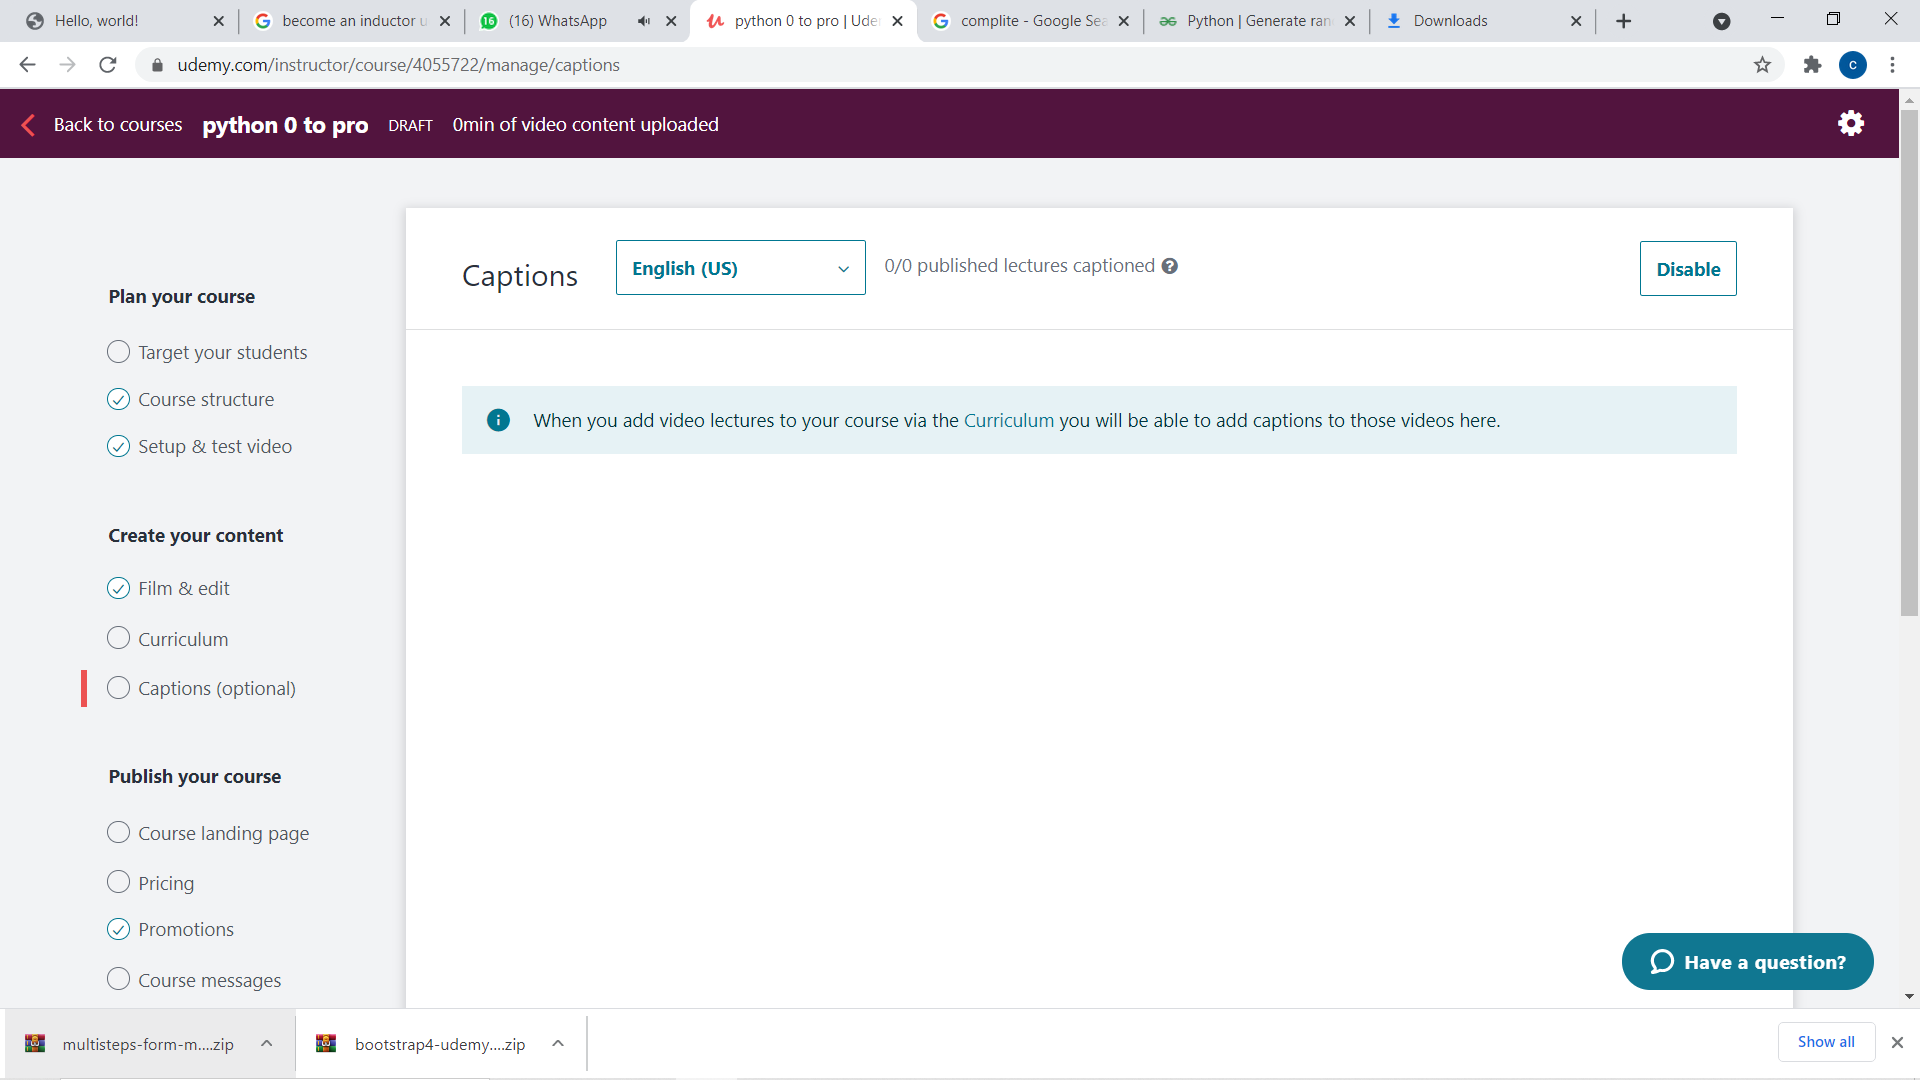 Hello, world!
become an inductor u
(16) WhatsApp
python 0 to pro | Ude
complite - Google Sea
Python | Generate ran
Downloads
udemy.com/instructor/course/4055722/manage/captions
C
Back to courses
python 0 to pro
DRAFT
0min of video content uploaded
Captions
English (US)
0/0 published lectures captioned
Disable
When you add video lectures to your course via the Curriculum you will be able to add captions to those videos here.
Plan your course
Target your students
Course structure
Setup & test video
Create your content
Film & edit
Curriculum
Captions (optional)
Publish your course
Course landing page
Pricing
Promotions
Course messages
Have a question?
multisteps-form-m....zip
bootstrap4-udemy....zip
Show all